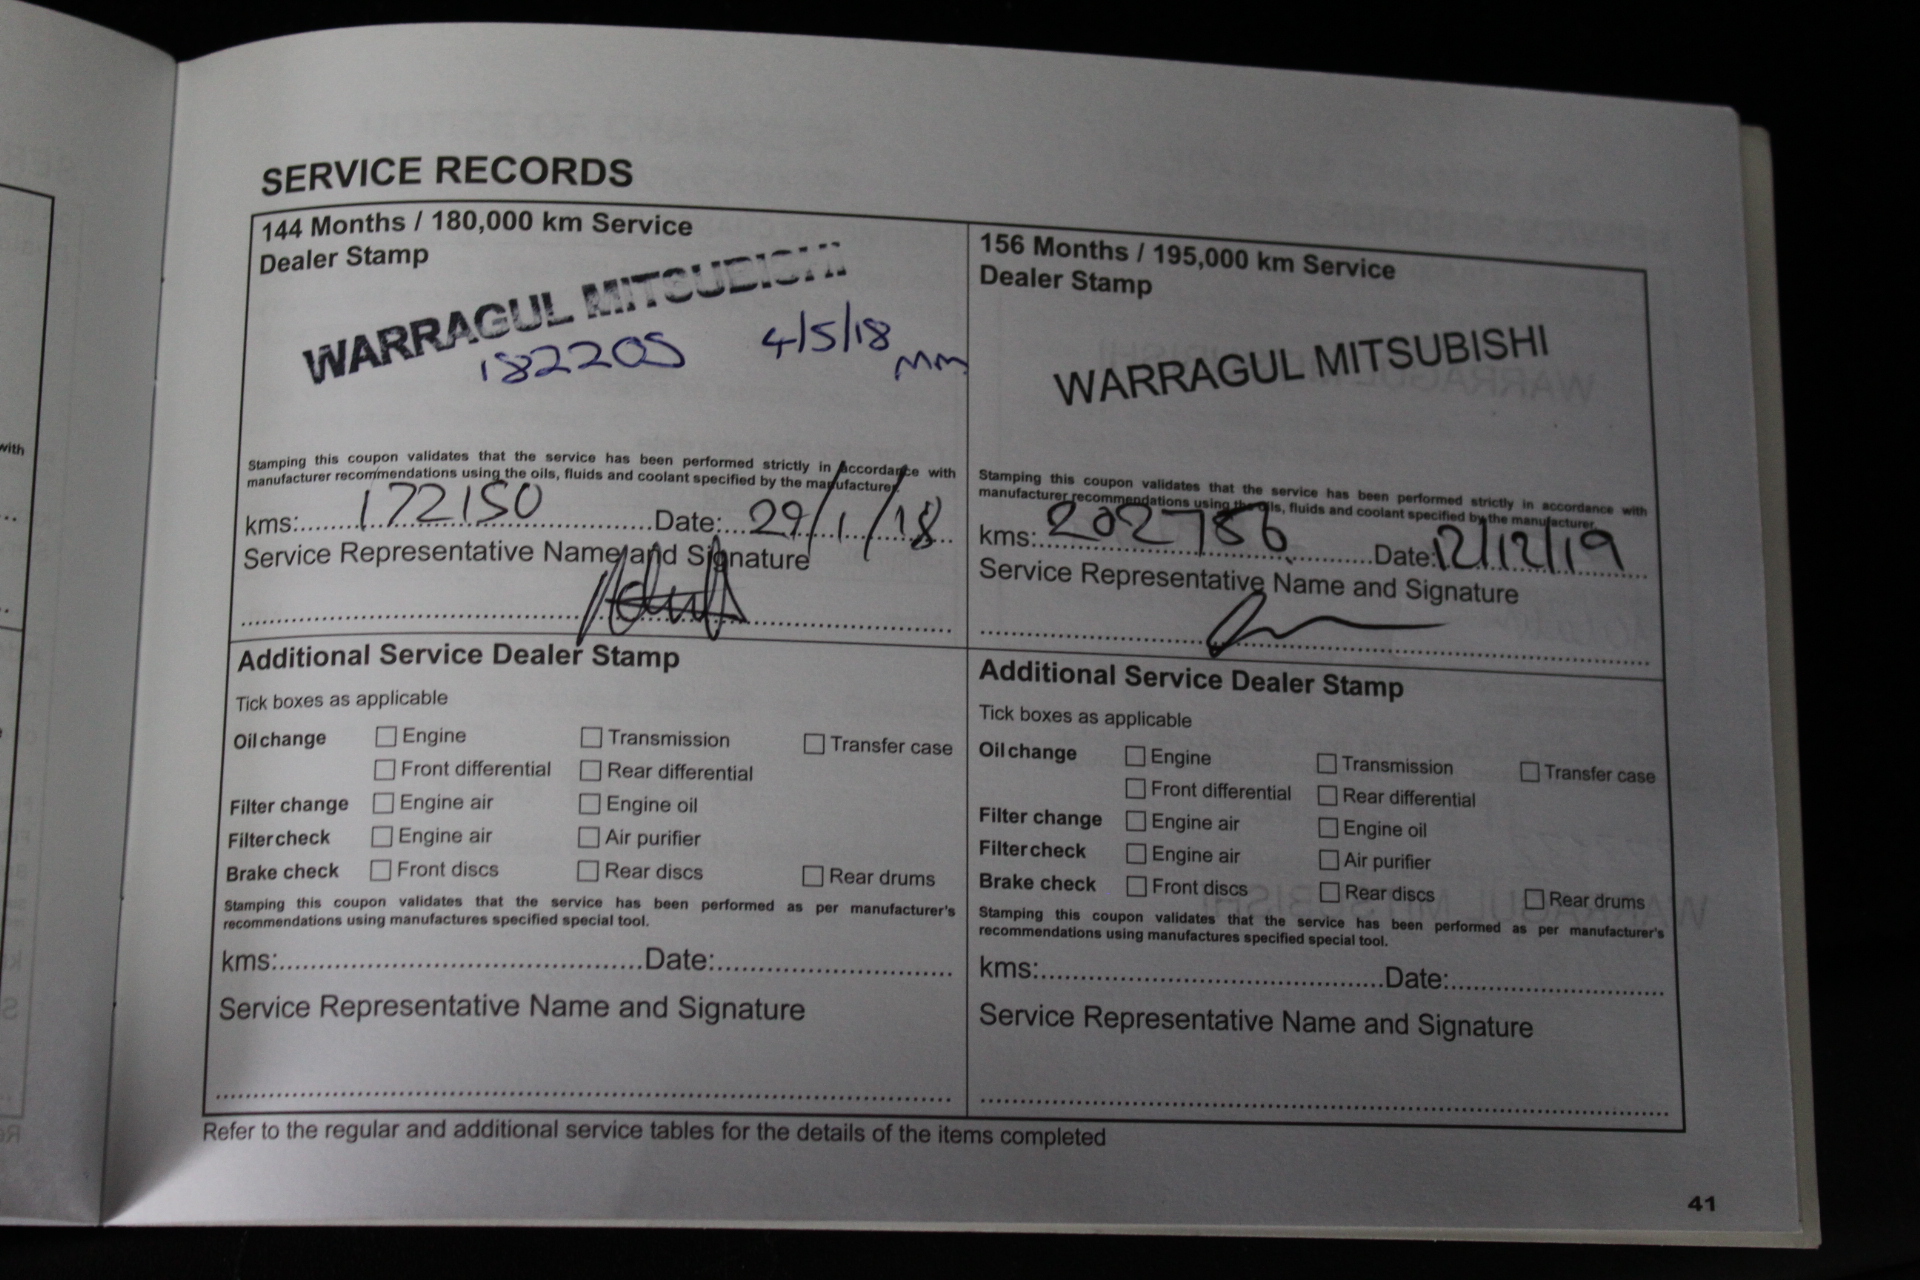 SERVICE RECORDS
144 Months / 180,000 km Service
Dealer Stamp
WARRAGUL MITSUBISHI
182205 4/5/18
MM
Stamping this coupon validates that the service has been performed strictly in accordance with
manufacturer recommendations using the oils, fluids and coolant specified by the manufacturer.
kms: 172150 Date: 29/1/18
Service Representative Name and Signature
Additional Service Dealer Stamp
Tick boxes as applicable
Oil change Engine Transmission Transfer case
Front differential Rear differential
Filter change Engine air Engine oil
Filter check Engine air Air purifier
Brake check Front discs Rear discs Rear drums
Stamping this coupon validates that the service has been performed as per manufacturer's
recommendations using manufactures specified special tool.
kms: Date:
Service Representative Name and Signature
156 Months / 195,000 km Service
Dealer Stamp
WARRAGUL MITSUBISHI
Stamping this coupon validates that the service has been performed strictly in accordance with
manufacturer recommendations using the oils, fluids and coolant specified by the manufacturer.
kms: 202786 Date: 12/12/19
Service Representative Name and Signature
Additional Service Dealer Stamp
Tick boxes as applicable
Oil change Engine Transmission Transfer case
Front differential Rear differential
Filter change Engine air Engine oil
Filter check Engine air Air purifier
Brake check Front discs Rear discs Rear drums
Stamping this coupon validates that the service has been performed as per manufacturer's
recommendations using manufactures specified special tool.
kms: Date:
Service Representative Name and Signature
Refer to the regular and additional service tables for the details of the items completed
41
with